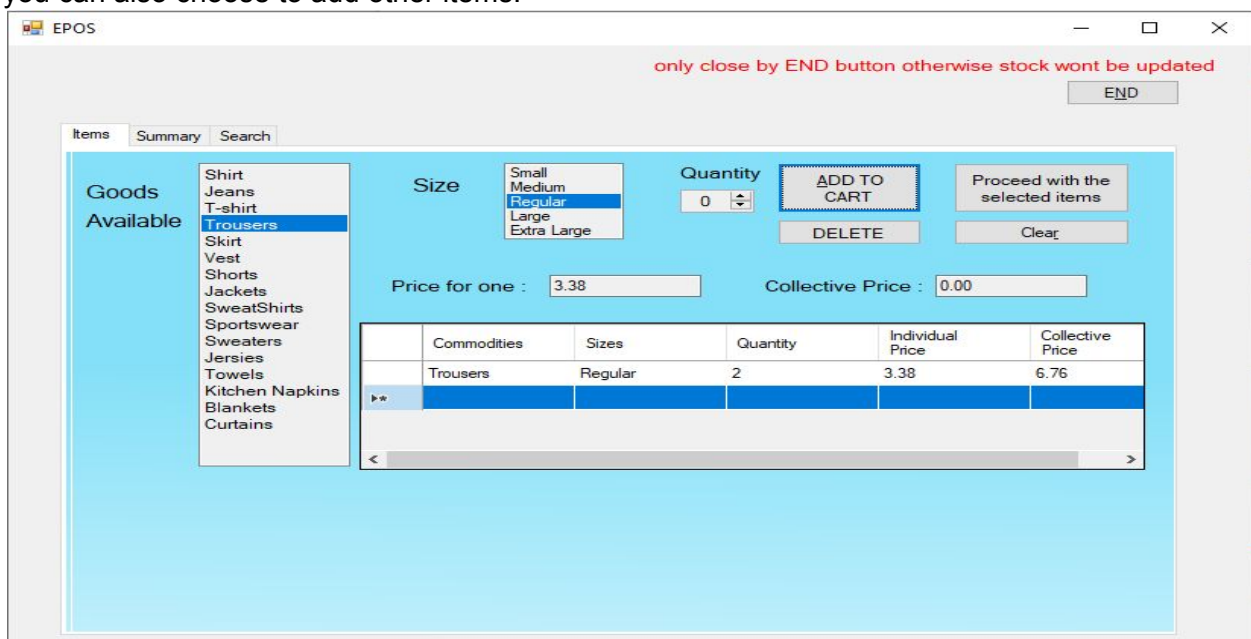 you can also choose to add other items.
EPOS
only close by END button otherwise stock wont be updated
END
Items Summary Search
Goods
Available
Shirt
Jeans
T-shirt
Trousers
Skirt
Vest
Shorts
Jackets
SweatShirts
Sportswear
Sweaters
Jersies
Towels
Kitchen Napkins
Blankets
Curtains
Size
Small
Medium
Regular
Large
Extra Large
Quantity
0
ADD TO
CART
DELETE
Proceed with the
selected items
Clear
Price for one : 3.38
Collective Price : 0.00
Commodities Sizes Quantity Individual Price Collective Price
Trousers Regular 2 3.38 6.76